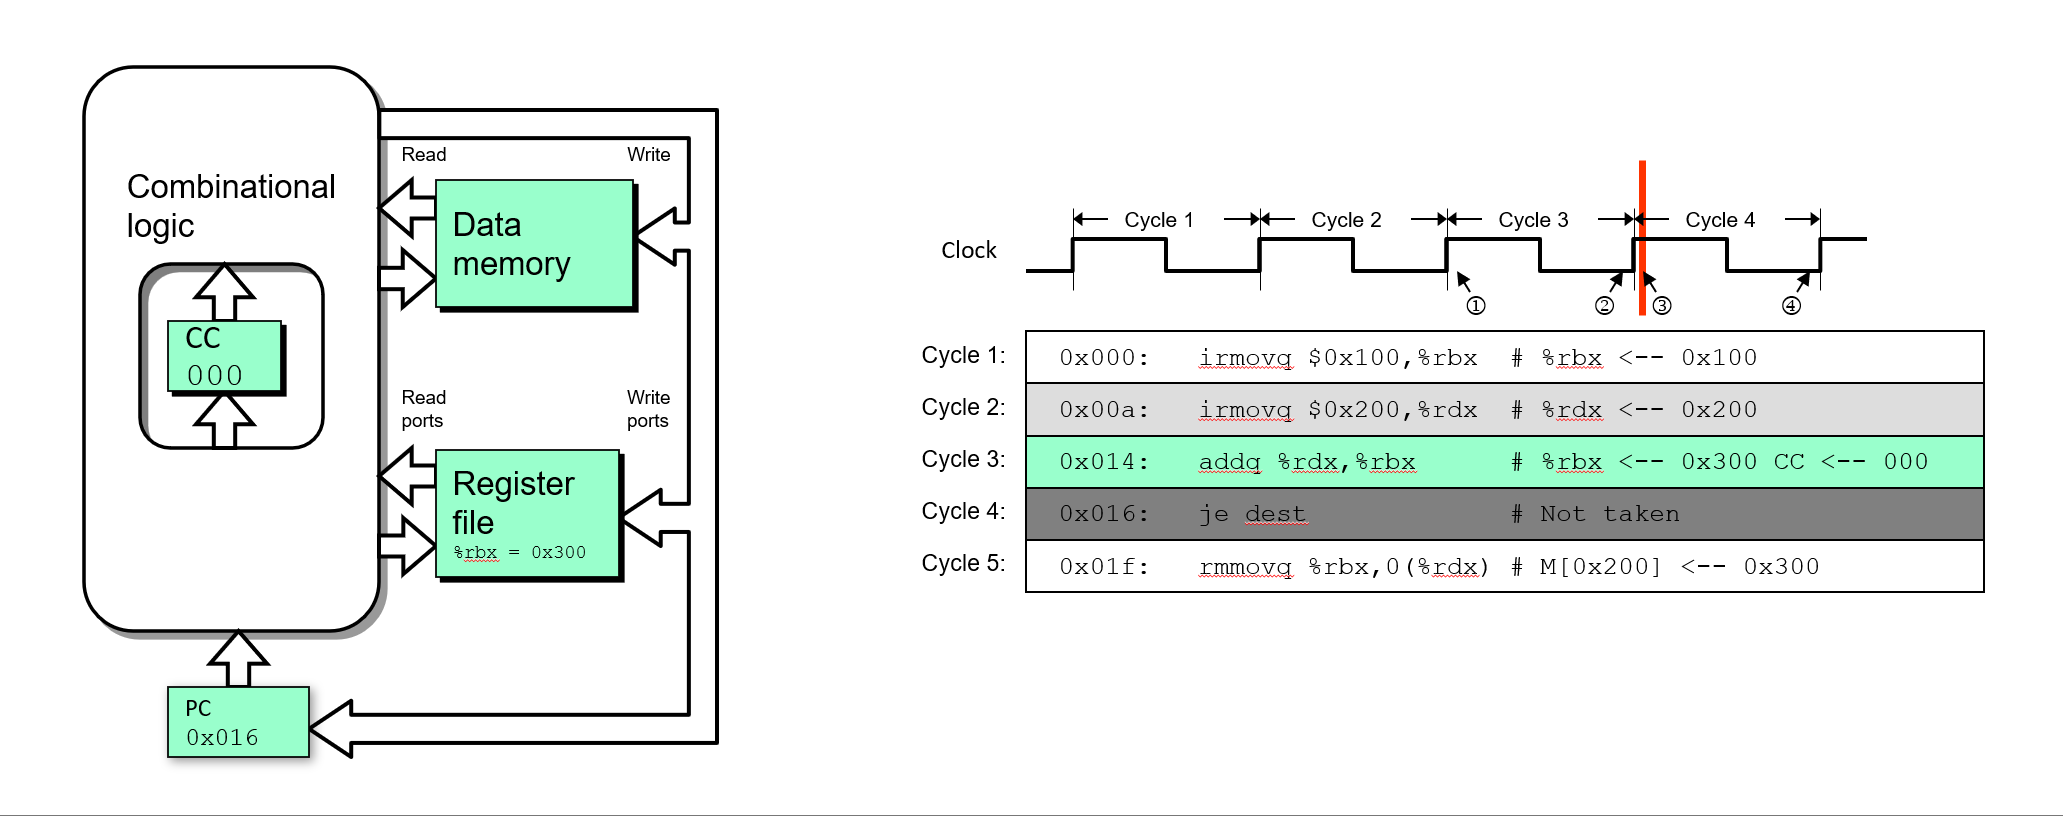 Combinational
logic
CC
000
Read
Write
Data
memory
Read
ports
Write
ports
Register
file
%rbx = 0x300
PC
0x016
Cycle 1
Cycle 2
Cycle 3
Cycle 4
Clock
① ② ③ ④
Cycle 1: 0x000: irmovq $0x100,%rbx # %rbx <-- 0x100
Cycle 2: 0x00a: irmovq $0x200,%rdx # %rdx <-- 0x200
Cycle 3: 0x014: addq %rdx,%rbx # %rbx <-- 0x300 CC <-- 000
Cycle 4: 0x016: je dest # Not taken
Cycle 5: 0x01f: rmmovq %rbx,0(%rdx) # M[0x200] <-- 0x300